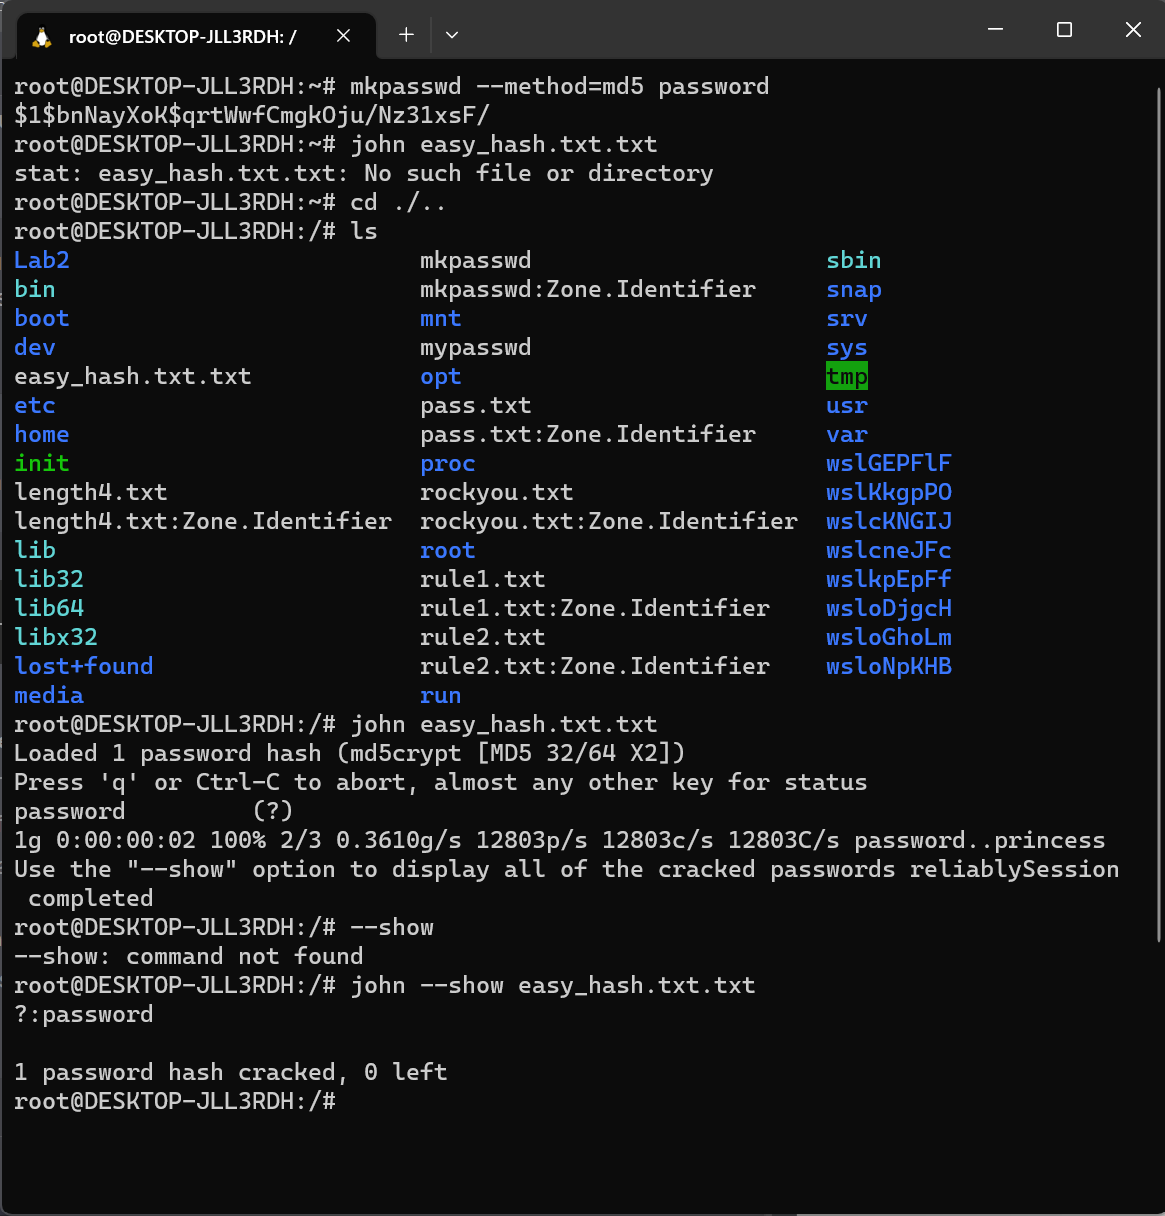 root@DESKTOP-JLL3RDH: /
root@DESKTOP-JLL3RDH:~# mkpasswd --method=md5 password
$1$bnNayXoK$qrtWwfCmgkOju/Nz31xsF/
root@DESKTOP-JLL3RDH:~# john easy_hash.txt.txt
stat: easy_hash.txt.txt: No such file or directory
root@DESKTOP-JLL3RDH:~# cd ./..
root@DESKTOP-JLL3RDH:/# ls
Lab2 mkpasswd sbin
bin mkpasswd:Zone.Identifier snap
boot mnt srv
dev mypasswd sys
easy_hash.txt.txt opt tmp
etc pass.txt usr
home pass.txt:Zone.Identifier var
init proc wslGEPFlF
length4.txt rockyou.txt wslKkgpPO
length4.txt:Zone.Identifier rockyou.txt:Zone.Identifier wslcKNGIJ
lib root wslcneJFc
lib32 rule1.txt wslkpEpFf
lib64 rule1.txt:Zone.Identifier wsloDjgcH
libx32 rule2.txt wsloGhoLm
lost+found rule2.txt:Zone.Identifier wsloNpKHB
media run
root@DESKTOP-JLL3RDH:/# john easy_hash.txt.txt
Loaded 1 password hash (md5crypt [MD5 32/64 X2])
Press 'q' or Ctrl-C to abort, almost any other key for status
password (?)
1g 0:00:00:02 100% 2/3 0.3610g/s 12803p/s 12803c/s 12803C/s password..princess
Use the "--show" option to display all of the cracked passwords reliablySession
completed
root@DESKTOP-JLL3RDH:/# --show
--show: command not found
root@DESKTOP-JLL3RDH:/# john --show easy_hash.txt.txt
?:password
1 password hash cracked, 0 left
root@DESKTOP-JLL3RDH:/#